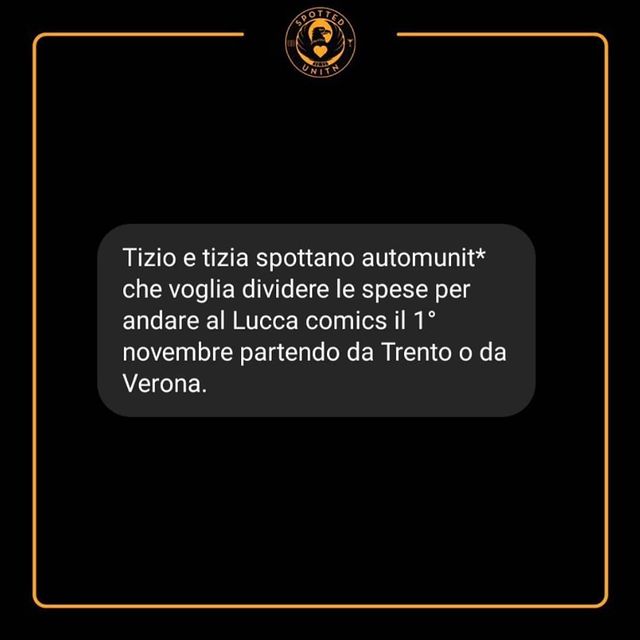 SPOTTED
UNITN
Tizio e tizia spottano automunit*
che voglia dividere le spese per
andare al Lucca comics il 1°
novembre partendo da Trento o da
Verona.